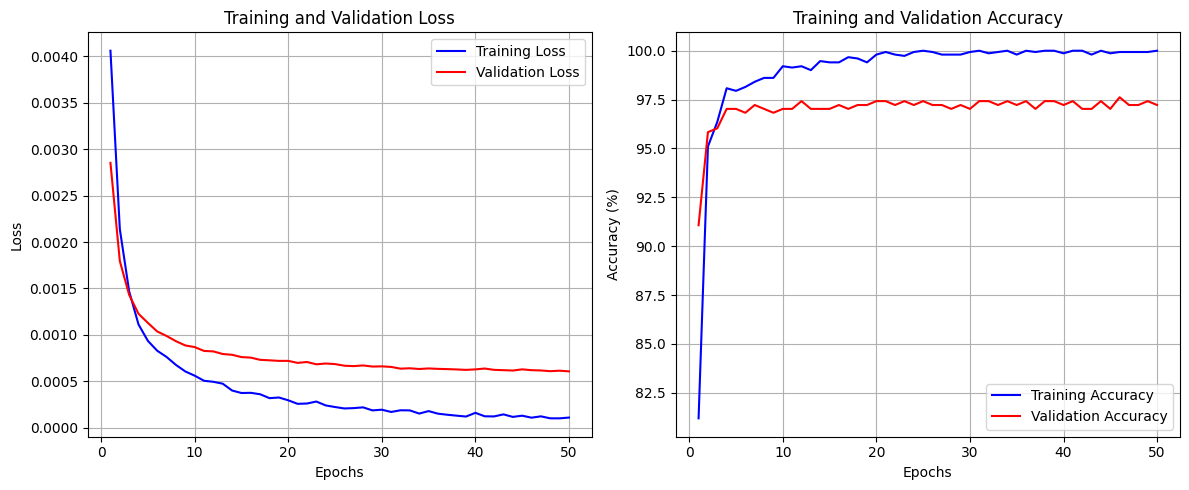 Training and Validation Loss
0.0040
0.0035
0.0030
0.0025
0.0020
0.0015
0.0010
0.0005
0.0000
Loss
Training Loss
Validation Loss
0
10
20
30
40
50
Epochs
Training and Validation Accuracy
100.0
97.5
95.0
92.5
90.0
87.5
85.0
82.5
Accuracy (%)
Training Accuracy
Validation Accuracy
0
10
20
30
40
50
Epochs